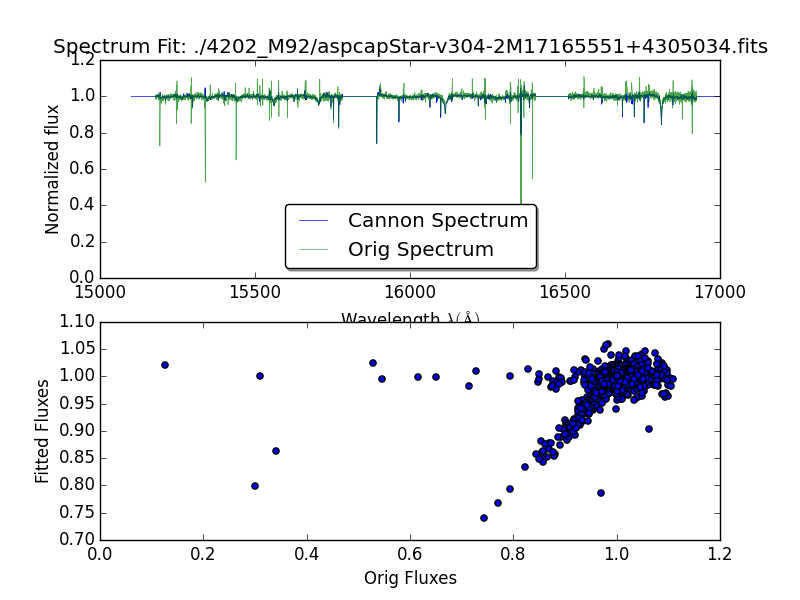 Spectrum Fit: ./4202_M92/aspcapStar-v304-2M17165551+4305034.fits
1.2
1.0
0.8
0.6
0.4
0.2
0.0
Normalized flux
Cannon Spectrum
Orig Spectrum
15000 15500 16000 16500 17000
Wavelength λ(Å)
1.10
1.05
1.00
0.95
0.90
0.85
0.80
0.75
0.70
Fitted Fluxes
0.0 0.2 0.4 0.6 0.8 1.0 1.2
Orig Fluxes